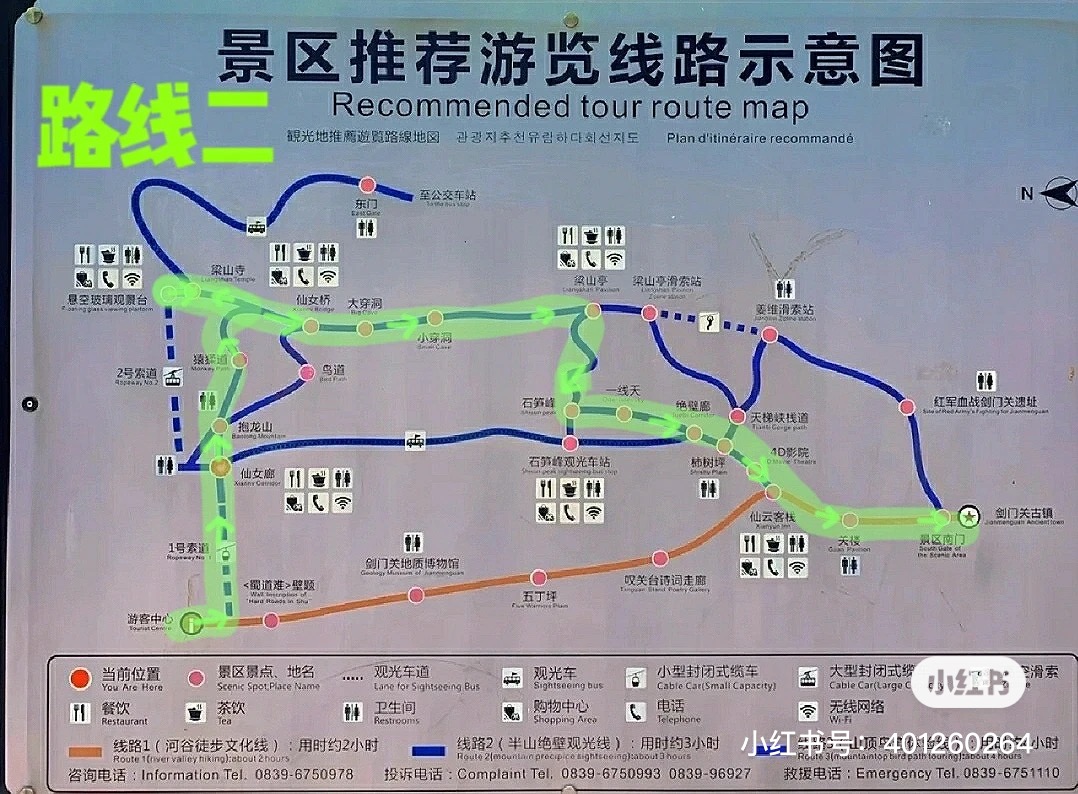 景区推荐游览线路示意图
路线二
Recommended tour route map
観光地推薦遊覧路線地図 관광지추천유람하다회선지도 Plan d'itinéraire recommandé
N
东门
East Gate
至公交车站
To the bus stop
梁山寺
Liangshan Temple
悬空玻璃观景台
Floating glass viewing platform
仙女桥
大穿洞
Big Cave
小穿洞
Small Cave
梁山亭
Liangshan Pavilion
梁山亭滑索站
Liangshan Pavilion
Zipline station
姜维滑索站
Jiangwei Zipline station
猿猱道
Monkey Path
2号索道
Ropeway No.2
鸟道
Bird Path
抱龙山
Baolong Mountain
石笋峰
Shisun peak
一线天
绝壁廊
天梯峡栈道
Tianti Gorge path
红军血战剑门关遗址
Site of Red Army's Fighting for Jianmenguan
仙女廊
Xiannv Corridor
石笋峰观光车站
Shisun peak sightseeing bus stop
柿树坪
Shishu Plain
4D影院
4D Movie Theatre
仙云客栈
Xianyun Inn
关楼
Guan Pavilion
景区南门
South Gate of
the Scenic Area
剑门关古镇
Jianmenguan Ancient town
1号索道
Ropeway No.1
剑门关地质博物馆
Geology Museum of Jianmenguan
<蜀道难>壁题
Wall Inscription of
"Hard Roads in Shu"
五丁坪
Five Warriors Plain
叹关台诗词走廊
Tanguan Stand Poetry Gallery
游客中心
Tourist Centre
当前位置
You Are Here
景区景点、地名
Scenic Spot,Place Name
观光车道
Lane for Sightseeing Bus
观光车
Sightseeing bus
小型封闭式缆车
Cable Car(Small Capacity)
大型封闭式缆
Cable Car(Large C
滑索
小红书
餐饮
Restaurant
茶饮
Tea
卫生间
Restrooms
购物中心
Shopping Area
电话
Telephone
无线网络
Wi-Fi
线路1（河谷徒步文化线）：用时约2小时
Route 1(river valley hiking):about 2 hours
线路2（半山绝壁观光线）：用时约3小时
Route 2(mountain precipice sightseeing):about 3 hours
Route 3(mountaintop bird path touring):about 4 hours
小红书号：401260264
咨询电话：Information Tel. 0839-6750978 投诉电话：Complaint Tel. 0839-6750993 0839-96927 救援电话：Emergency Tel. 0839-6751110